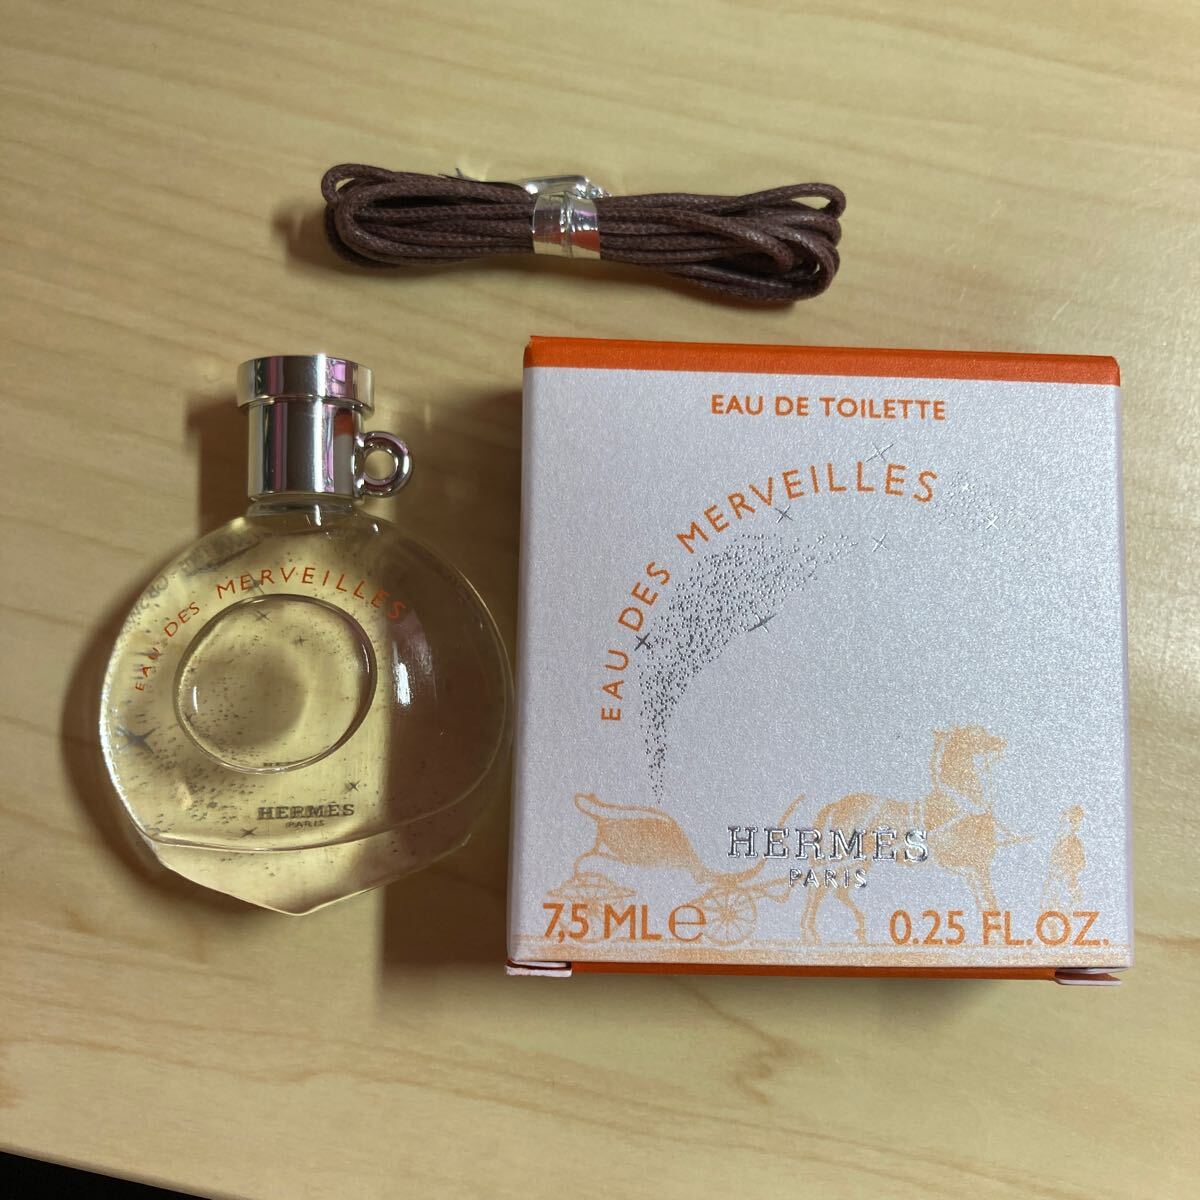 EAU DES MERVEILLES
HERMÈS
PARIS
EAU DE TOILETTE
EAU DES MERVEILLES
HERMÈS
PARIS
7,5 ML ℮
0.25 FL.OZ.